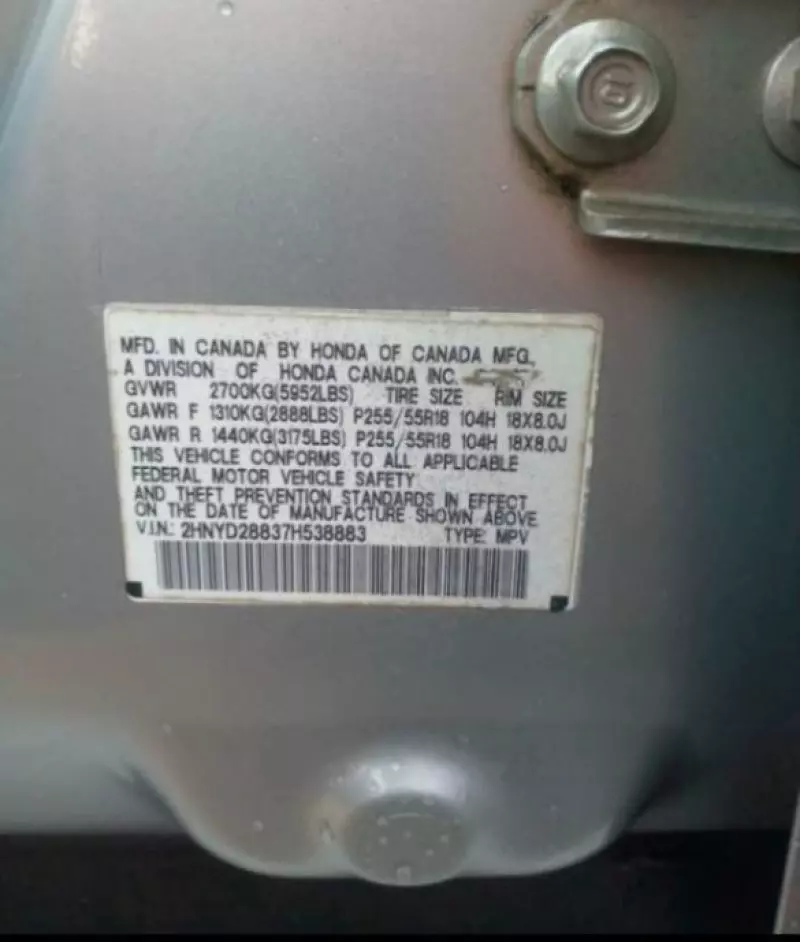 MFD. IN CANADA BY HONDA OF CANADA MFG.,
A DIVISION OF HONDA CANADA INC.
GVWR 2700KG(5952LBS) TIRE SIZE RIM SIZE
GAWR F 1310KG(2888LBS) P255/55R18 104H 18X8.0J
GAWR R 1440KG(3175LBS) P255/55R18 104H 18X8.0J
THIS VEHICLE CONFORMS TO ALL APPLICABLE
FEDERAL MOTOR VEHICLE SAFETY
AND THEFT PREVENTION STANDARDS IN EFFECT
ON THE DATE OF MANUFACTURE SHOWN ABOVE
V.I.N.: 2HNYD28837H538883 TYPE: MPV